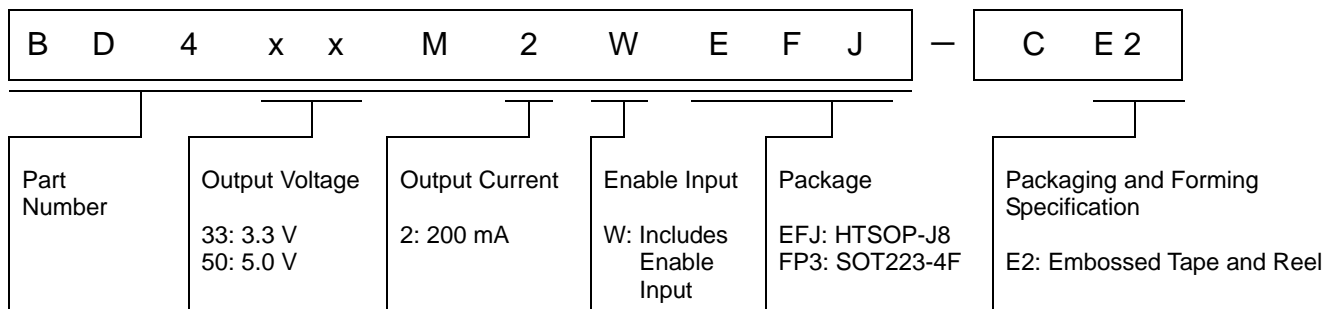 B D 4 x x M 2 W E F J – C E 2
Part
Number
Output Voltage
33: 3.3 V
50: 5.0 V
Output Current
2: 200 mA
Enable Input
W: Includes
Enable
Input
Package
EFJ: HTSOP-J8
FP3: SOT223-4F
Packaging and Forming
Specification
E2: Embossed Tape and Reel